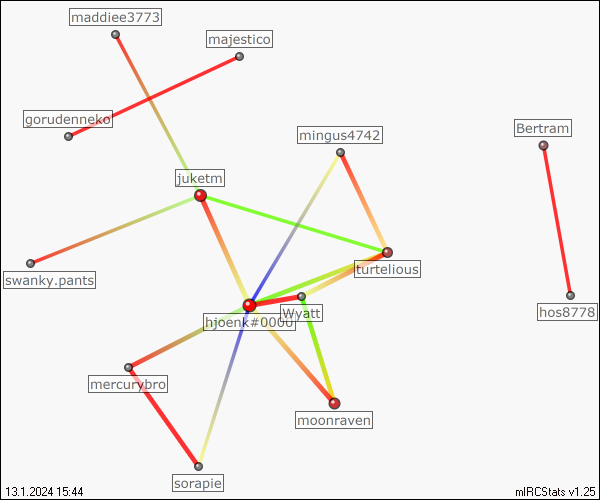 maddiee3773
majestico
gorudenneko
mingus4742
Bertram
juketm
turtelious
swanky.pants
hos8778
Wyatt
hjoenk#0000
mercurybro
moonraven
sorapie
13.1.2024 15:44
mIRCStats v1.25